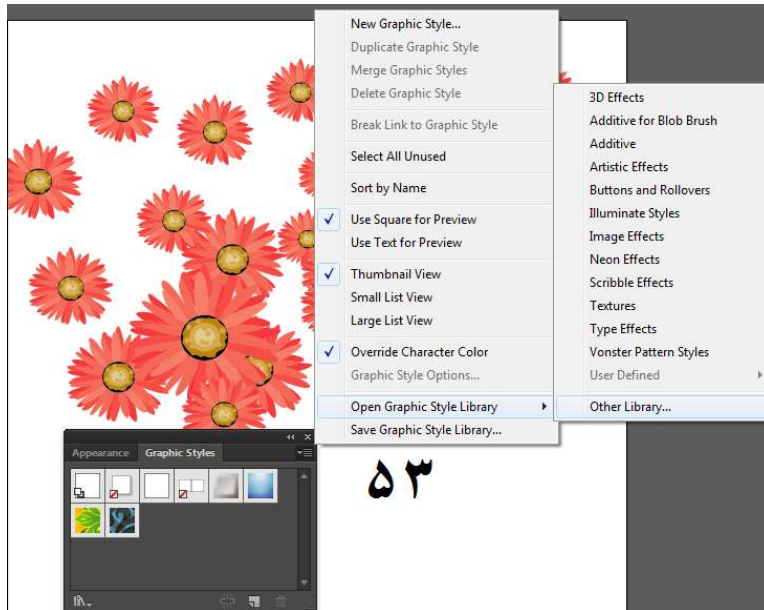 New Graphic Style...
Duplicate Graphic Style
Merge Graphic Styles
Delete Graphic Style
Break Link to Graphic Style
Select All Unused
Sort by Name
Use Square for Preview
Use Text for Preview
Thumbnail View
Small List View
Large List View
Override Character Color
Graphic Style Options...
Open Graphic Style Library
Save Graphic Style Library...
3D Effects
Additive for Blob Brush
Additive
Artistic Effects
Buttons and Rollovers
Illuminate Styles
Image Effects
Neon Effects
Scribble Effects
Textures
Type Effects
Vonster Pattern Styles
User Defined
Other Library...
Appearance Graphic Styles
۵۳